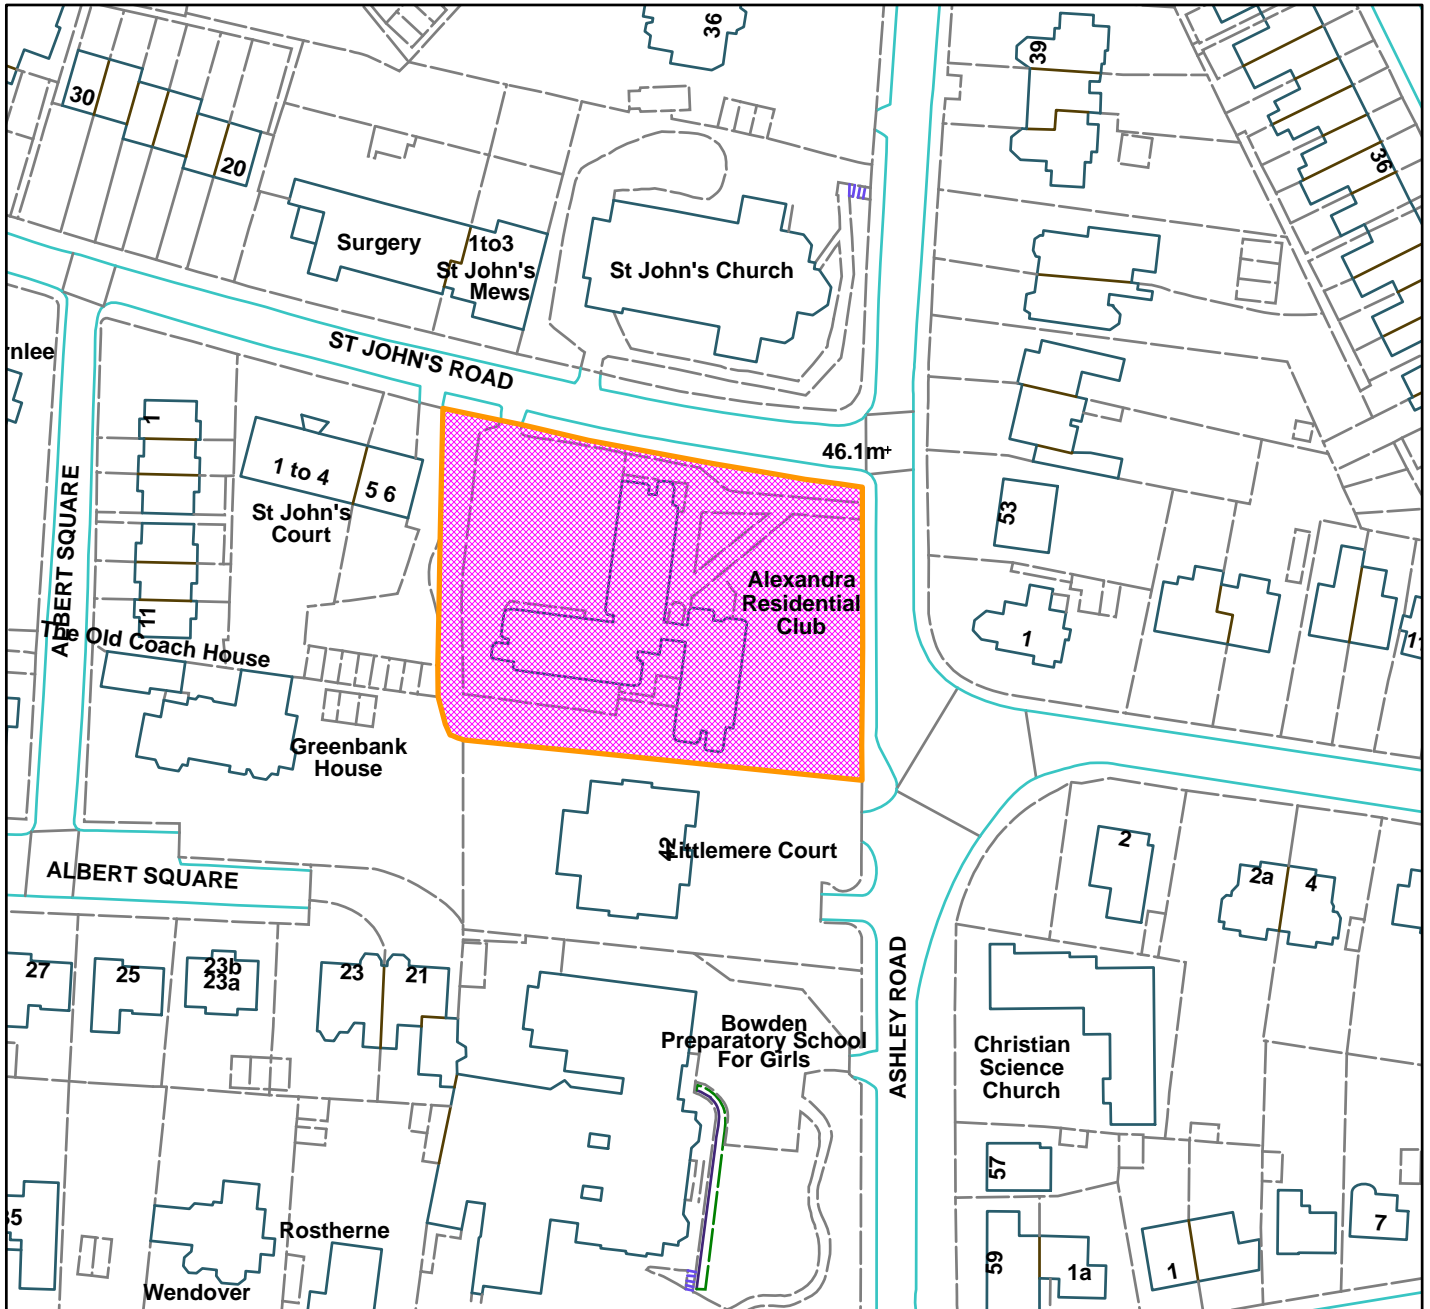 36
39
30
20
36
Surgery
1to3
St John's
Mews
St John's Church
ST JOHN'S ROAD
rnlee
1
1 to 4
5 6
St John's
Court
46.1m+
53
ALBERT SQUARE
11
The Old Coach House
Alexandra
Residential
Club
1
11
Greenbank
House
42
Littlemere Court
2
2a
4
ALBERT SQUARE
27
25
23b
23a
23
21
ASHLEY ROAD
Bowden
Preparatory School
For Girls
Christian
Science
Church
57
35
Rostherne
Wendover
59
1a
1
7